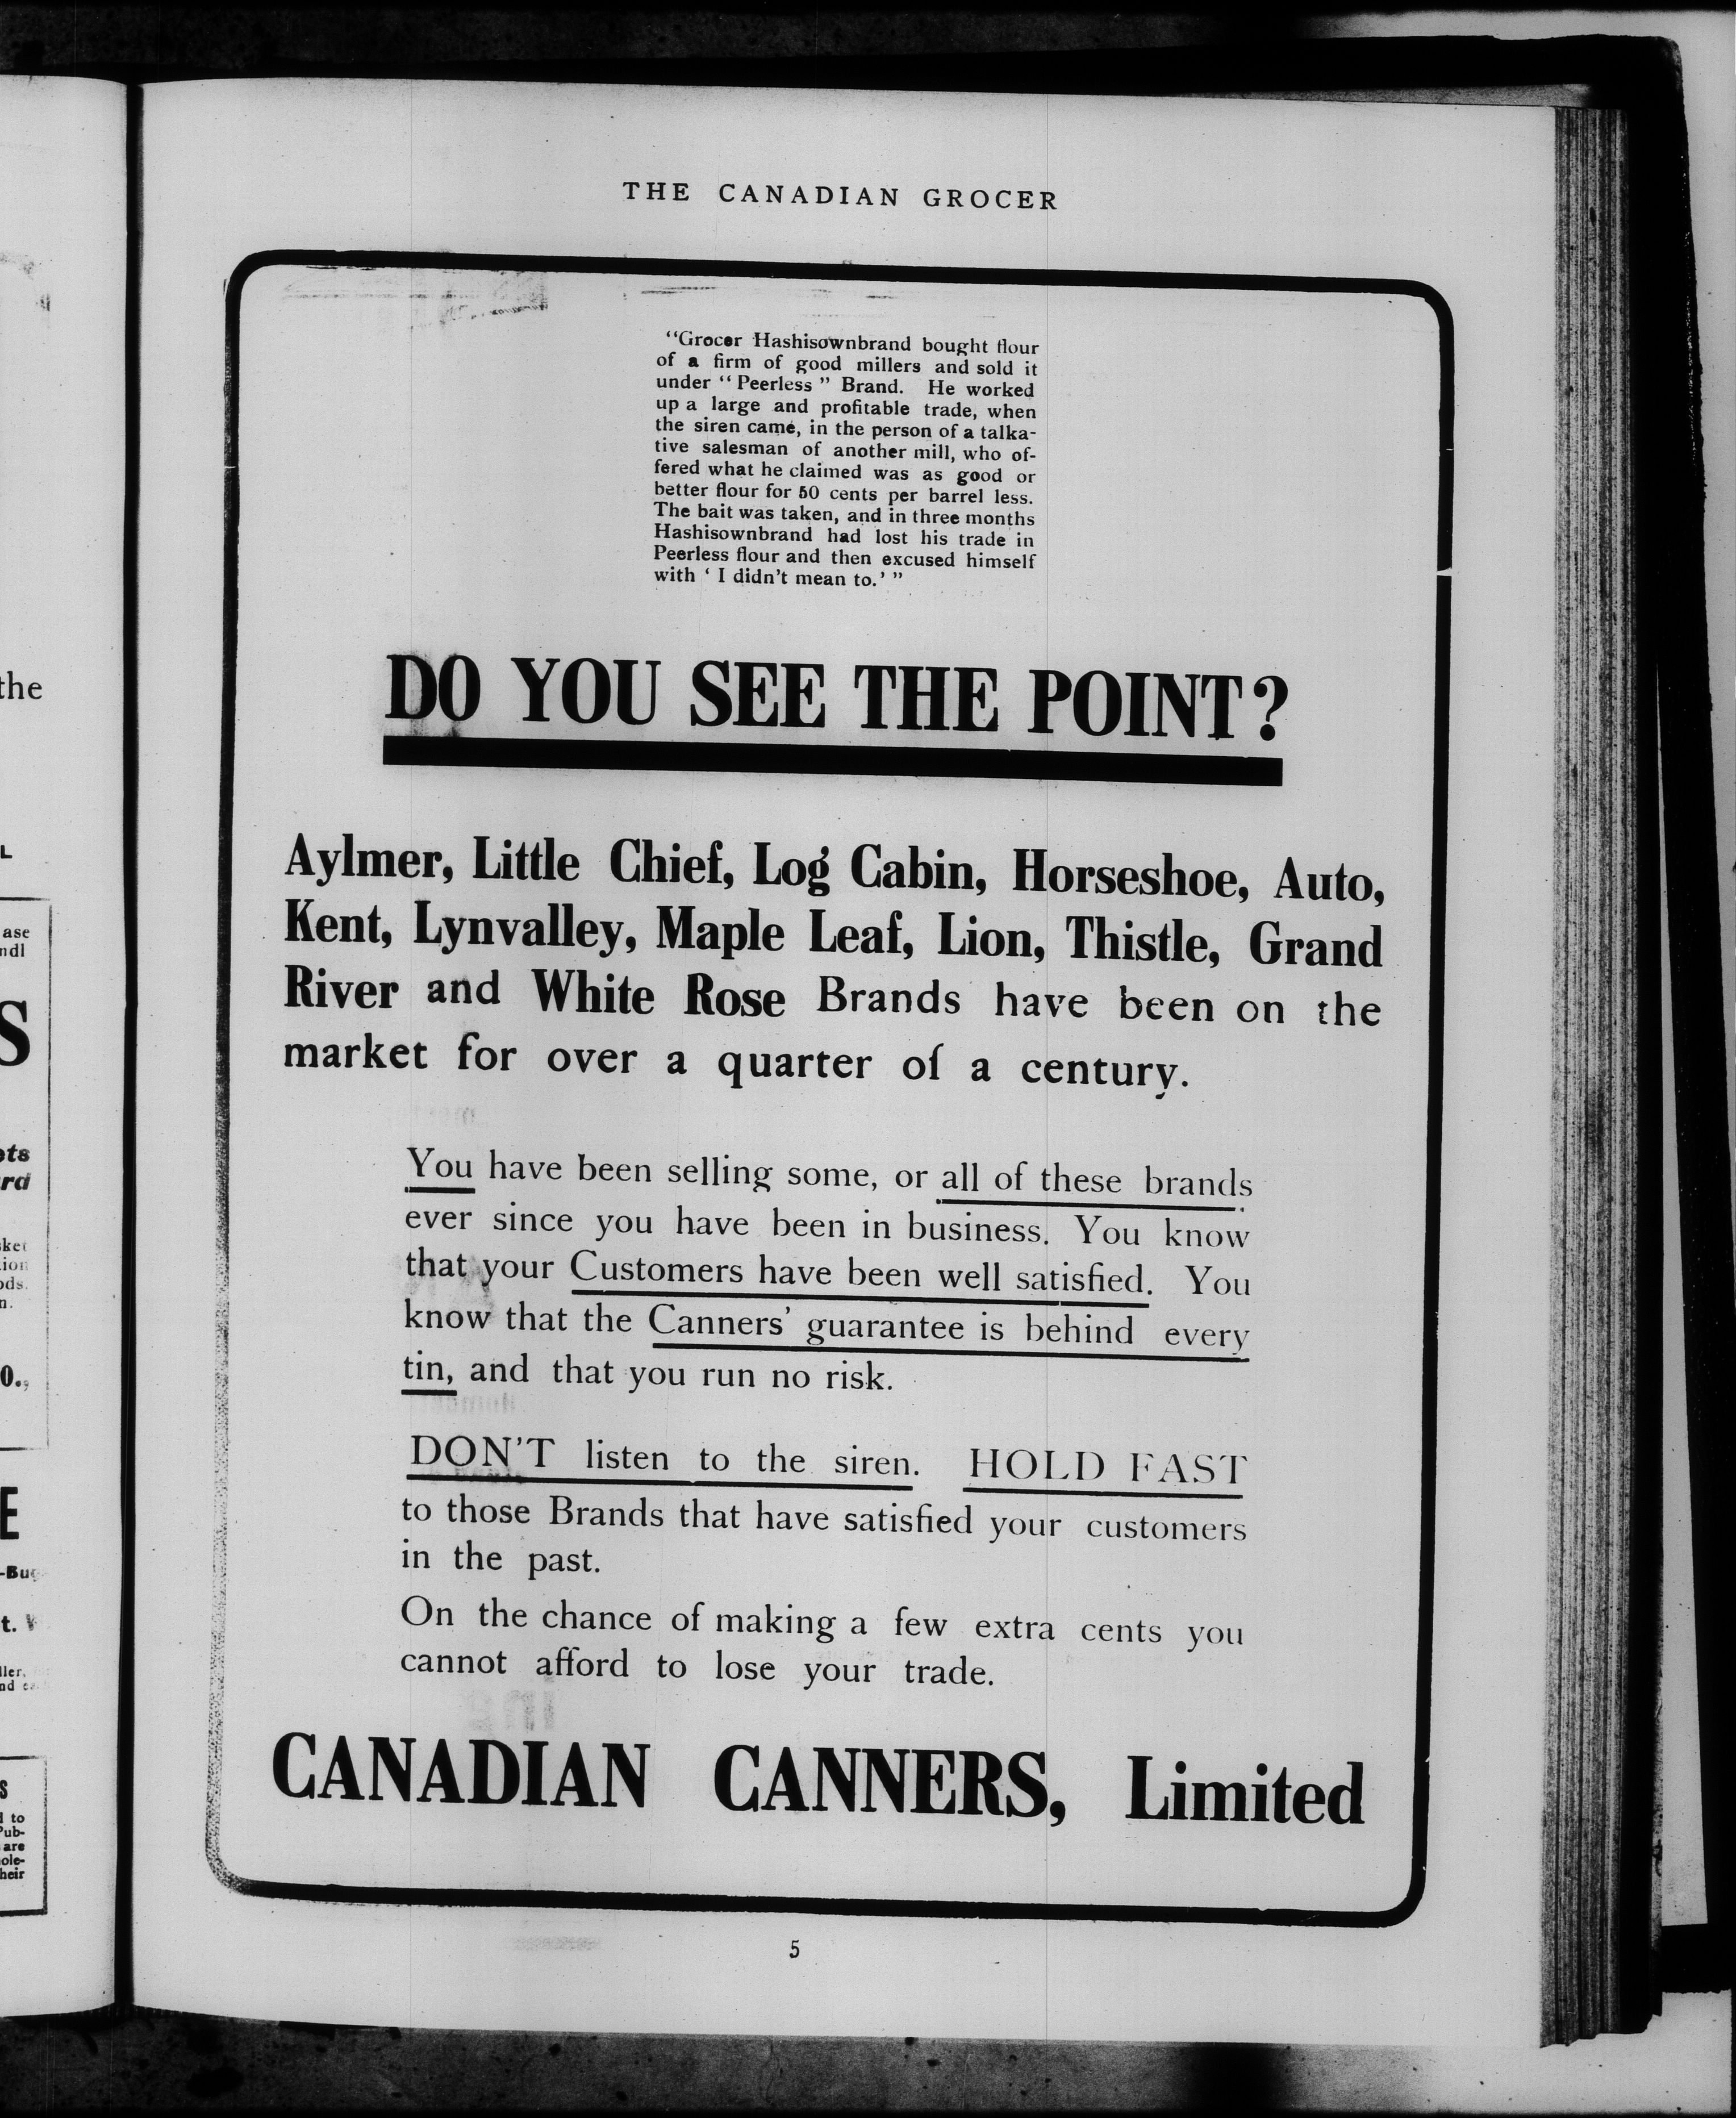 THE CANADIAN GROCER
"Grocer Hashisownbrand bought flour
of a firm of good millers and sold it
under "Peerless" Brand. He worked
up a large and profitable trade, when
the siren came, in the person of a talka-
tive salesman of another mill, who of-
fered what he claimed was as good or
better flour for 50 cents per barrel less.
The bait was taken, and in three months
Hashisownbrand had lost his trade in
Peerless flour and then excused himself
with 'I didn't mean to.'"
DO YOU SEE THE POINT?
Aylmer, Little Chief, Log Cabin, Horseshoe, Auto,
Kent, Lynvalley, Maple Leaf, Lion, Thistle, Grand
River and White Rose Brands have been on the
market for over a quarter of a century.
You have been selling some, or all of these brands
ever since you have been in business. You know
that your Customers have been well satisfied. You
know that the Canners' guarantee is behind every
tin, and that you run no risk.
DON'T listen to the siren. HOLD FAST
to those Brands that have satisfied your customers
in the past.
On the chance of making a few extra cents you
cannot afford to lose your trade.
CANADIAN CANNERS, Limited
5
the
L
S
E
S
to
Pub-
are